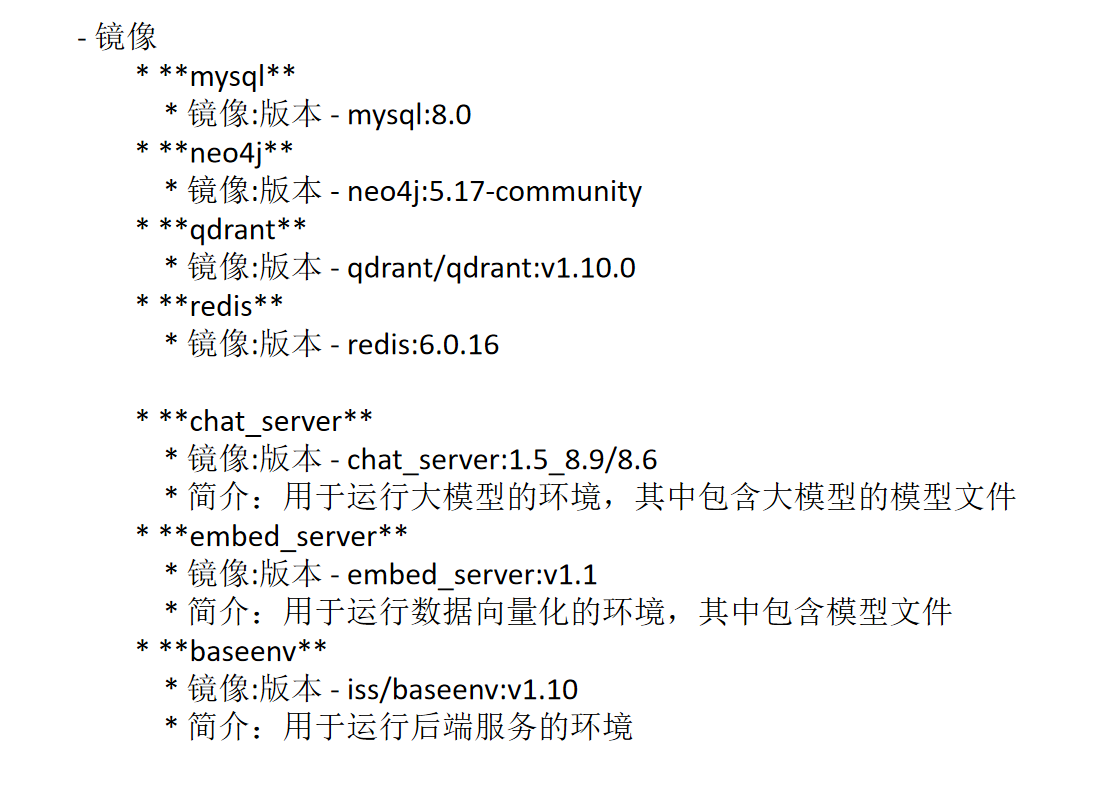 - 镜像
* **mysql**
* 镜像:版本 - mysql:8.0
* **neo4j**
* 镜像:版本 - neo4j:5.17-community
* **qdrant**
* 镜像:版本 - qdrant/qdrant:v1.10.0
* **redis**
* 镜像:版本 - redis:6.0.16
* **chat_server**
* 镜像:版本 - chat_server:1.5_8.9/8.6
* 简介：用于运行大模型的环境，其中包含大模型的模型文件
* **embed_server**
* 镜像:版本 - embed_server:v1.1
* 简介：用于运行数据向量化的环境，其中包含模型文件
* **baseenv**
* 镜像:版本 - iss/baseenv:v1.10
* 简介：用于运行后端服务的环境